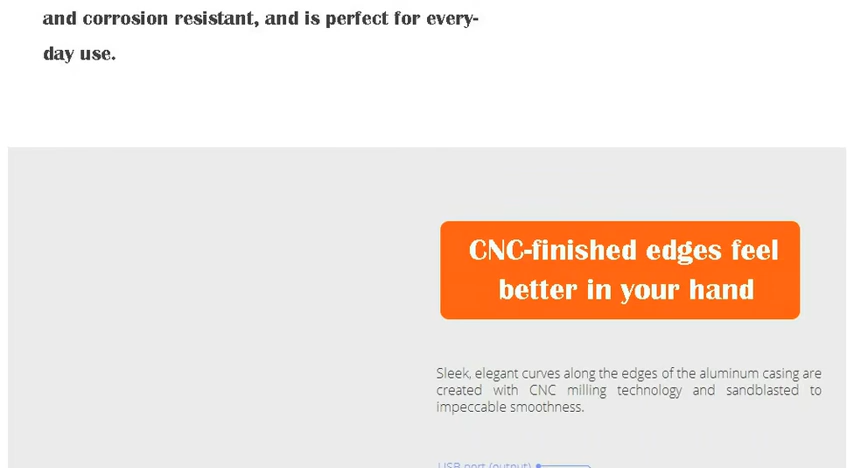 and corrosion resistant, and is perfect for every-
day use.
CNC-finished edges feel
better in your hand
Sleek, elegant curves along the edges of the aluminum casing are
created with CNC milling technology and sandblasted to
impeccable smoothness.
USB port (output)